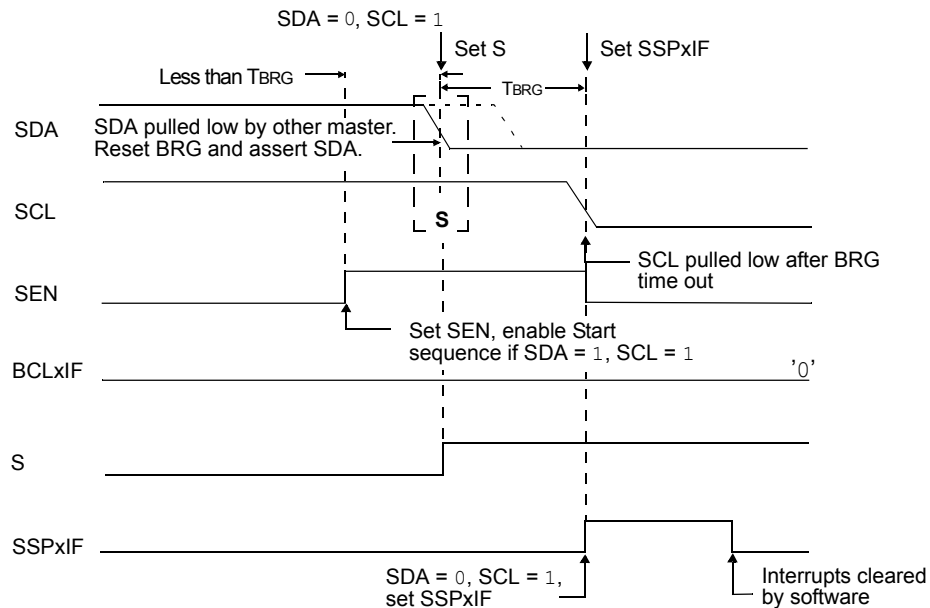 SDA = 0, SCL = 1
Set S
Set SSPxIF
Less than TBRG
TBRG
SDA
SDA pulled low by other master.
Reset BRG and assert SDA.
SCL
S
SCL pulled low after BRG
time out
SEN
Set SEN, enable Start
sequence if SDA = 1, SCL = 1
BCLxIF
'0'
S
SSPxIF
SDA = 0, SCL = 1,
set SSPxIF
Interrupts cleared
by software